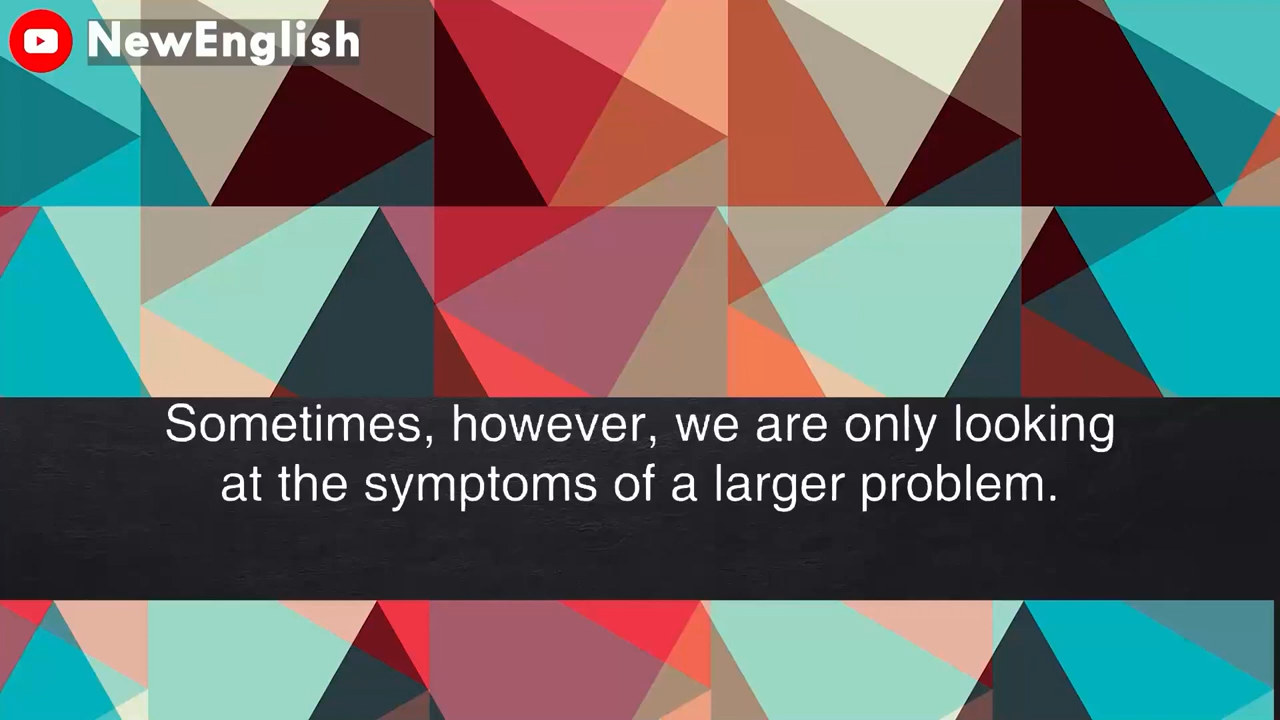 NewEnglish
Sometimes, however, we are only looking
at the symptoms of a larger problem.